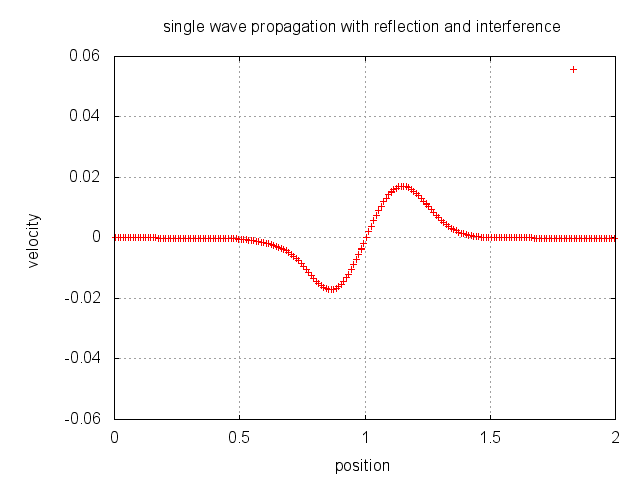 single wave propagation with reflection and interference
0.06
0.04
0.02
0
-0.02
-0.04
-0.06
velocity
0 0.5 1 1.5 2
position